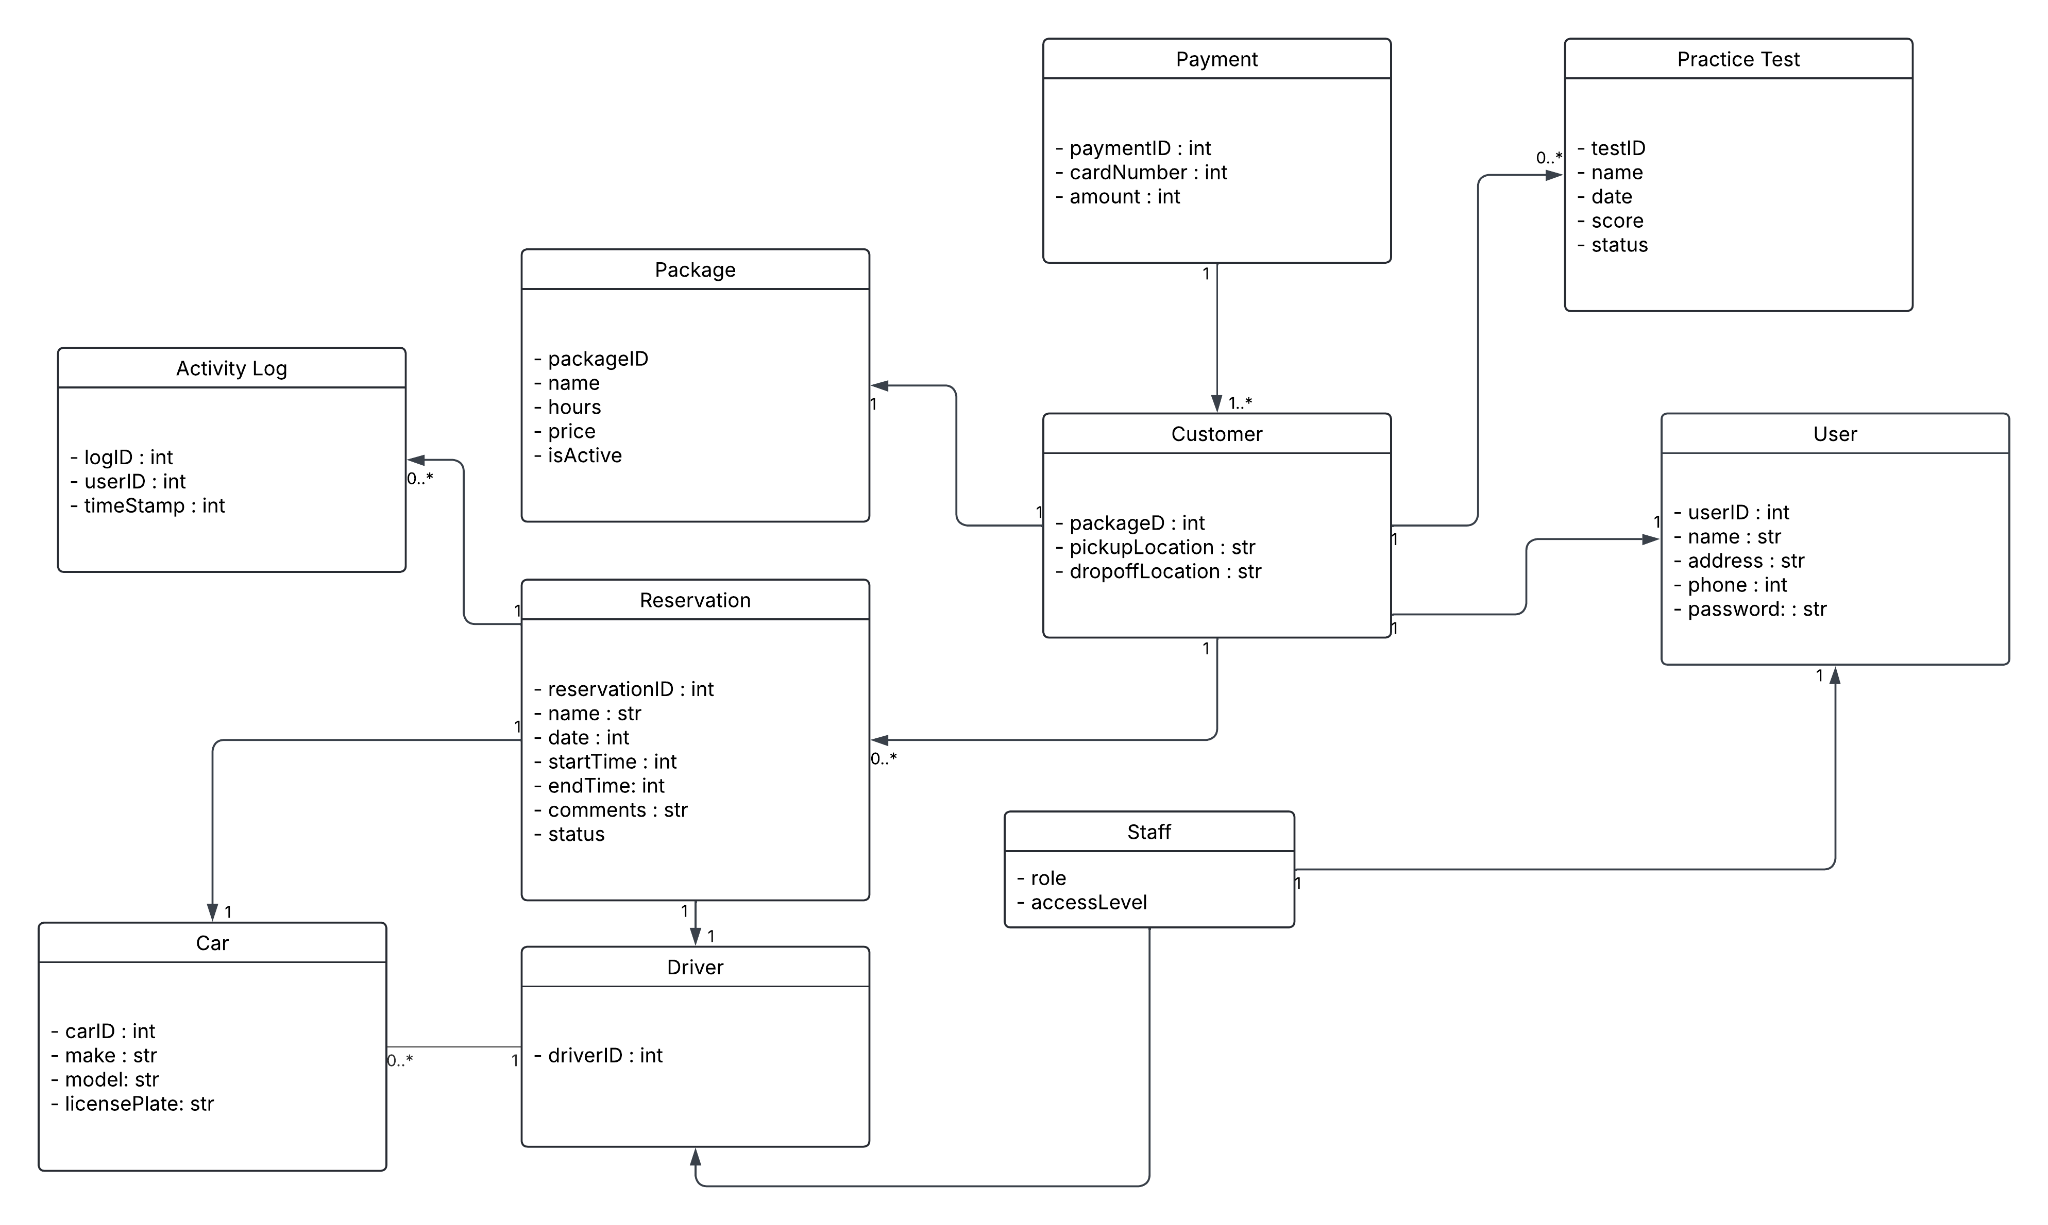 Payment
- paymentID : int
- cardNumber : int
- amount : int
1
Practice Test
- testID
- name
- date
- score
- status
0..*
Package
- packageID
- name
- hours
- price
- isActive
1
Activity Log
- logID : int
- userID : int
- timeStamp : int
0..*
1..*
Customer
- packageD : int
- pickupLocation : str
- dropoffLocation : str
1
1
1
1
User
- userID : int
- name : str
- address : str
- phone : int
- password: : str
1
1
Reservation
- reservationID : int
- name : str
- date : int
- startTime : int
- endTime: int
- comments : str
- status
1
1
0..*
1
Staff
- role
- accessLevel
1
1
Car
- carID : int
- make : str
- model: str
- licensePlate: str
0..*
1
Driver
- driverID : int
1